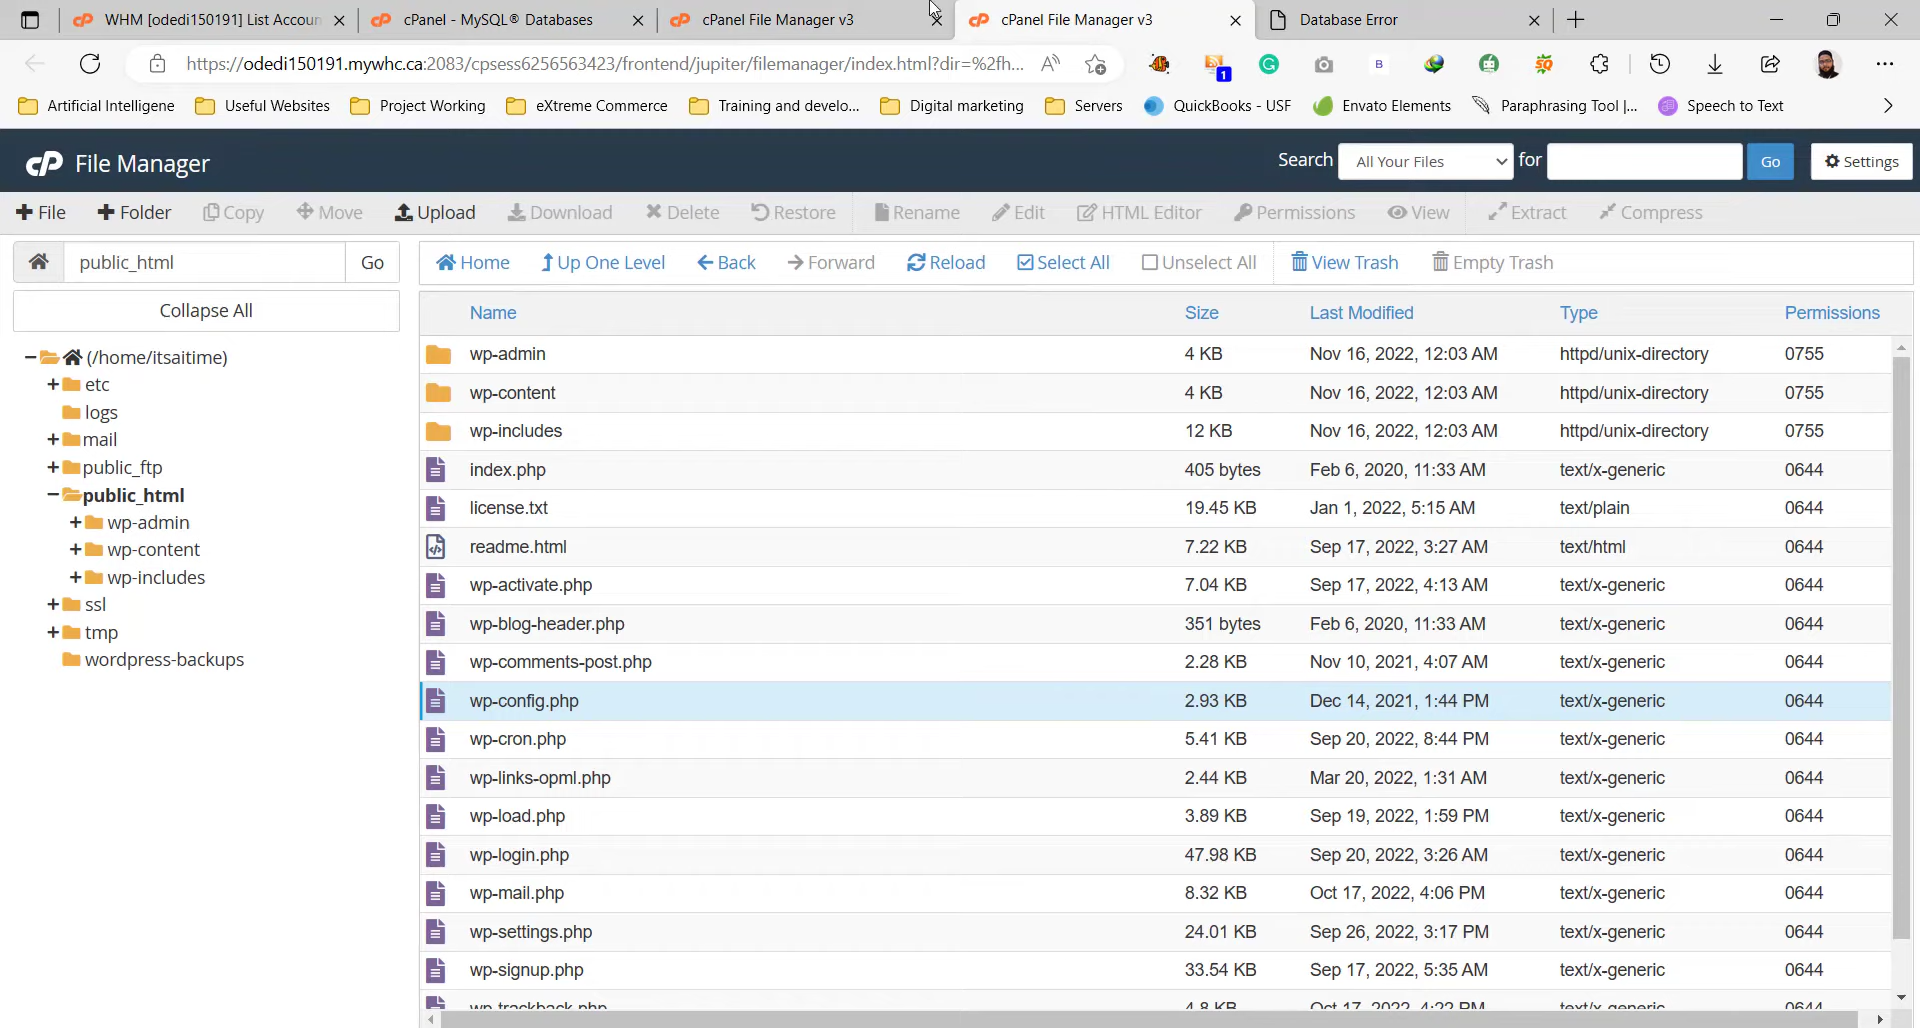 WHM [odedi150191] List Accoun
cPanel - MySQL® Databases
cPanel File Manager v3
cPanel File Manager v3
Database Error
https://odedi150191.mywhc.ca:2083/cpsess6256563423/frontend/jupiter/filemanager/index.html?dir=%2fh...
A
1
B
SQ
Artificial Intelligene
Useful Websites
Project Working
eXtreme Commerce
Training and develo...
Digital marketing
Servers
QuickBooks - USF
Envato Elements
Paraphrasing Tool |...
Speech to Text
cP File Manager
Search
All Your Files
for
Go
Settings
File
Folder
Copy
Move
Upload
Download
Delete
Restore
Rename
Edit
HTML Editor
Permissions
View
Extract
Compress
public_html
Go
Collapse All
(/home/itsaitime)
etc
logs
mail
public_ftp
public_html
wp-admin
wp-content
wp-includes
ssl
tmp
wordpress-backups
Home
Up One Level
Back
Forward
Reload
Select All
Unselect All
View Trash
Empty Trash
Name Size Last Modified Type Permissions
wp-admin 4 KB Nov 16, 2022, 12:03 AM httpd/unix-directory 0755
wp-content 4 KB Nov 16, 2022, 12:03 AM httpd/unix-directory 0755
wp-includes 12 KB Nov 16, 2022, 12:03 AM httpd/unix-directory 0755
index.php 405 bytes Feb 6, 2020, 11:33 AM text/x-generic 0644
license.txt 19.45 KB Jan 1, 2022, 5:15 AM text/plain 0644
readme.html 7.22 KB Sep 17, 2022, 3:27 AM text/html 0644
wp-activate.php 7.04 KB Sep 17, 2022, 4:13 AM text/x-generic 0644
wp-blog-header.php 351 bytes Feb 6, 2020, 11:33 AM text/x-generic 0644
wp-comments-post.php 2.28 KB Nov 10, 2021, 4:07 AM text/x-generic 0644
wp-config.php 2.93 KB Dec 14, 2021, 1:44 PM text/x-generic 0644
wp-cron.php 5.41 KB Sep 20, 2022, 8:44 PM text/x-generic 0644
wp-links-opml.php 2.44 KB Mar 20, 2022, 1:31 AM text/x-generic 0644
wp-load.php 3.89 KB Sep 19, 2022, 1:59 PM text/x-generic 0644
wp-login.php 47.98 KB Sep 20, 2022, 3:26 AM text/x-generic 0644
wp-mail.php 8.32 KB Oct 17, 2022, 4:06 PM text/x-generic 0644
wp-settings.php 24.01 KB Sep 26, 2022, 3:17 PM text/x-generic 0644
wp-signup.php 33.54 KB Sep 17, 2022, 5:35 AM text/x-generic 0644
wp-trackback.php 4.8 KB Oct 17, 2022, 4:22 PM text/x-generic 0644